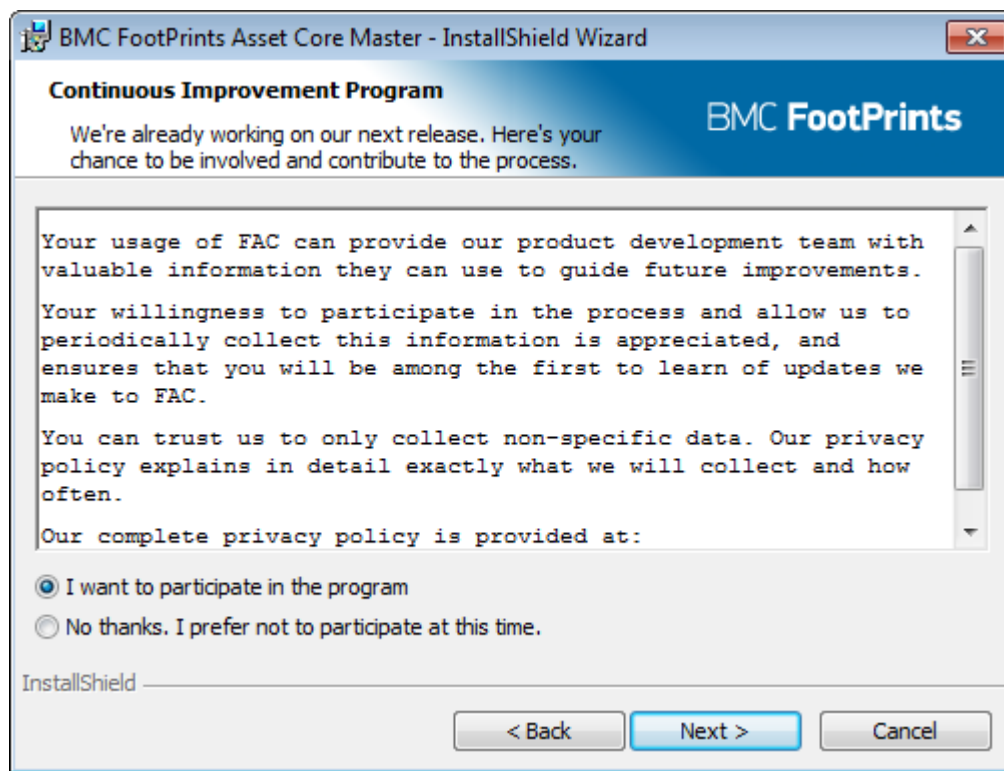 BMC FootPrints Asset Core Master - InstallShield Wizard
Continuous Improvement Program
We're already working on our next release. Here's your
chance to be involved and contribute to the process.
BMC FootPrints
Your usage of FAC can provide our product development team with
valuable information they can use to guide future improvements.
Your willingness to participate in the process and allow us to
periodically collect this information is appreciated, and
ensures that you will be among the first to learn of updates we
make to FAC.
You can trust us to only collect non-specific data. Our privacy
policy explains in detail exactly what we will collect and how
often.
Our complete privacy policy is provided at:
I want to participate in the program
No thanks. I prefer not to participate at this time.
InstallShield
< Back
Next >
Cancel